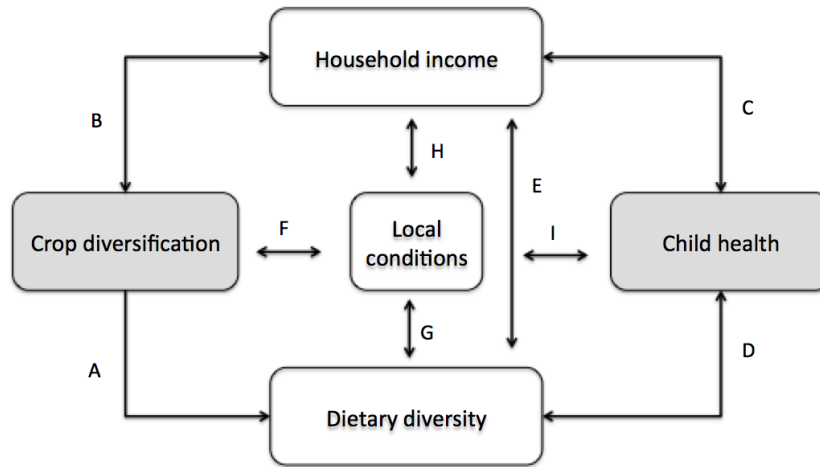 Household income
B
C
H
E
Crop diversification
F
Local
conditions
I
Child health
G
A
D
Dietary diversity